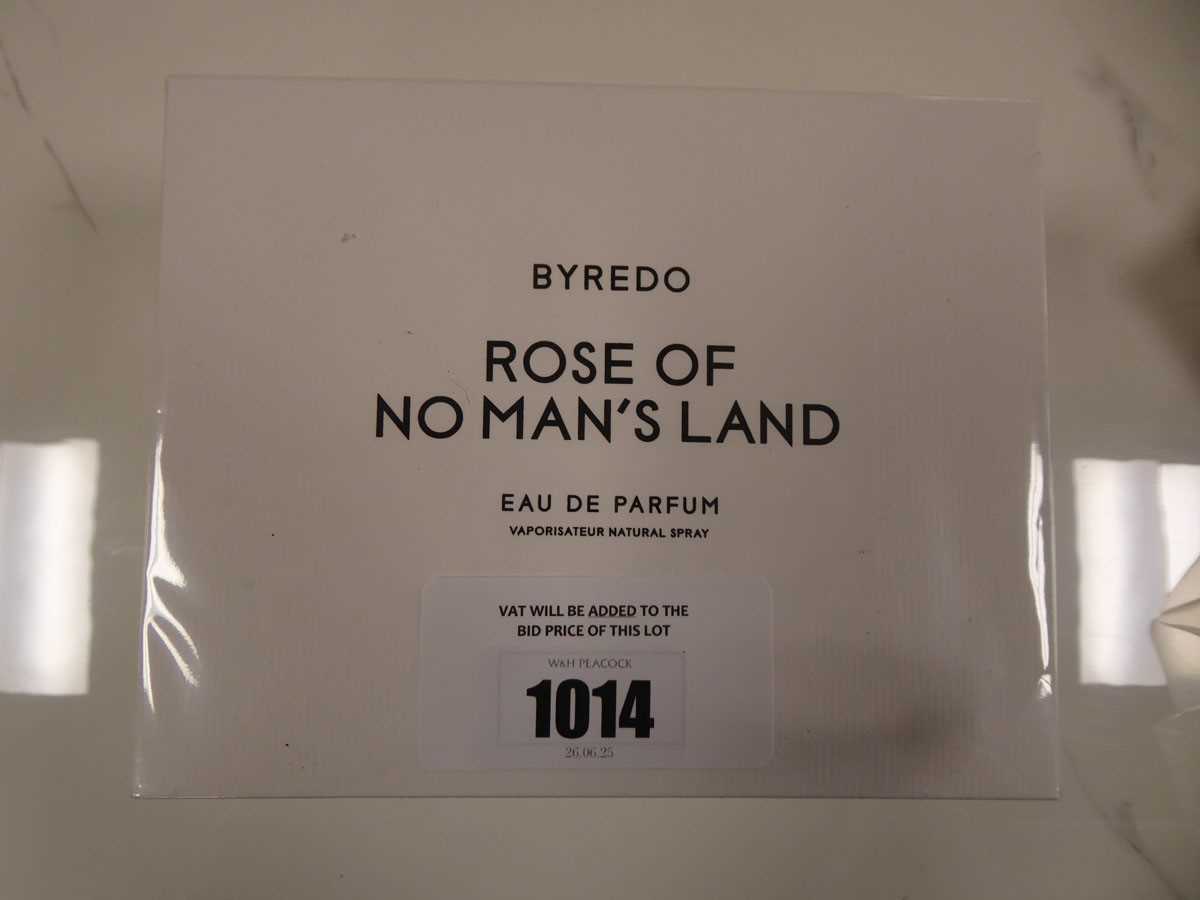 BYREDO
ROSE OF
NO MAN'S LAND
EAU DE PARFUM
VAPORISATEUR NATURAL SPRAY
VAT WILL BE ADDED TO THE
BID PRICE OF THIS LOT
W&H PEACOCK
1014
26.06.25